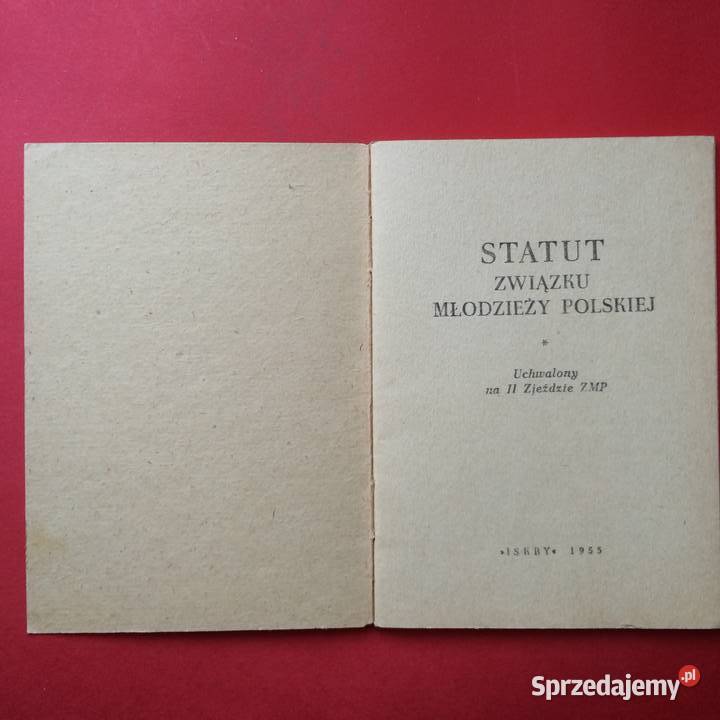 STATUT
ZWIĄZKU
MŁODZIEŻY POLSKIEJ
*
Uchwalony
na II Zjeździe ZMP
»ISKRY« 1955
Sprzedajemy.pl